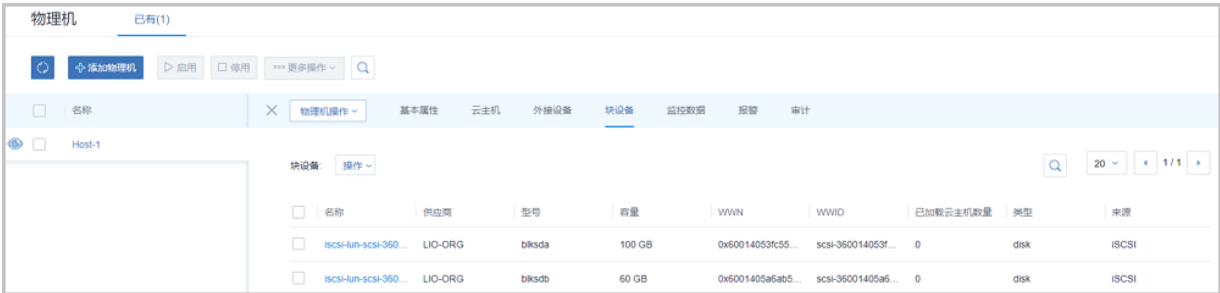 物理机 已有(1)
添加物理机 启用 停用 更多操作
名称 物理机操作 基本属性 云主机 外接设备 块设备 监控数据 报警 审计
Host-1
块设备: 操作 20 1 / 1
名称 供应商 型号 容量 WWN WWID 已加载云主机数量 类型 来源
iscsi-lun-scsi-360... LIO-ORG blksda 100 GB 0x60014053fc55... scsi-360014053f... 0 disk iSCSI
iscsi-lun-scsi-360... LIO-ORG blksdb 60 GB 0x6001405a6ab5... scsi-36001405a6... 0 disk iSCSI